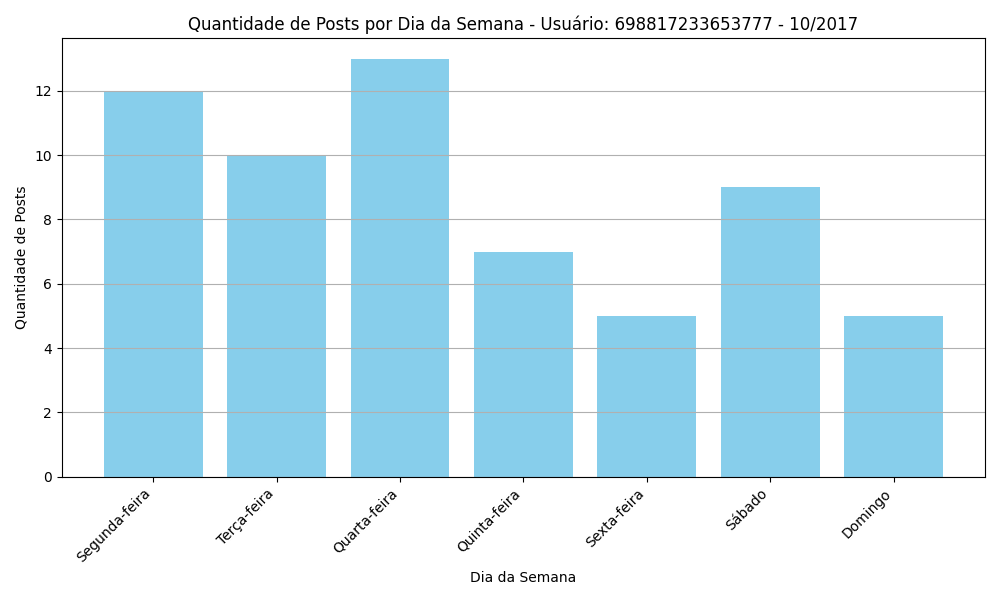 Quantidade de Posts por Dia da Semana - Usuário: 698817233653777 - 10/2017
Quantidade de Posts
12
10
8
6
4
2
0
Segunda-feira
Terça-feira
Quarta-feira
Quinta-feira
Sexta-feira
Sábado
Domingo
Dia da Semana